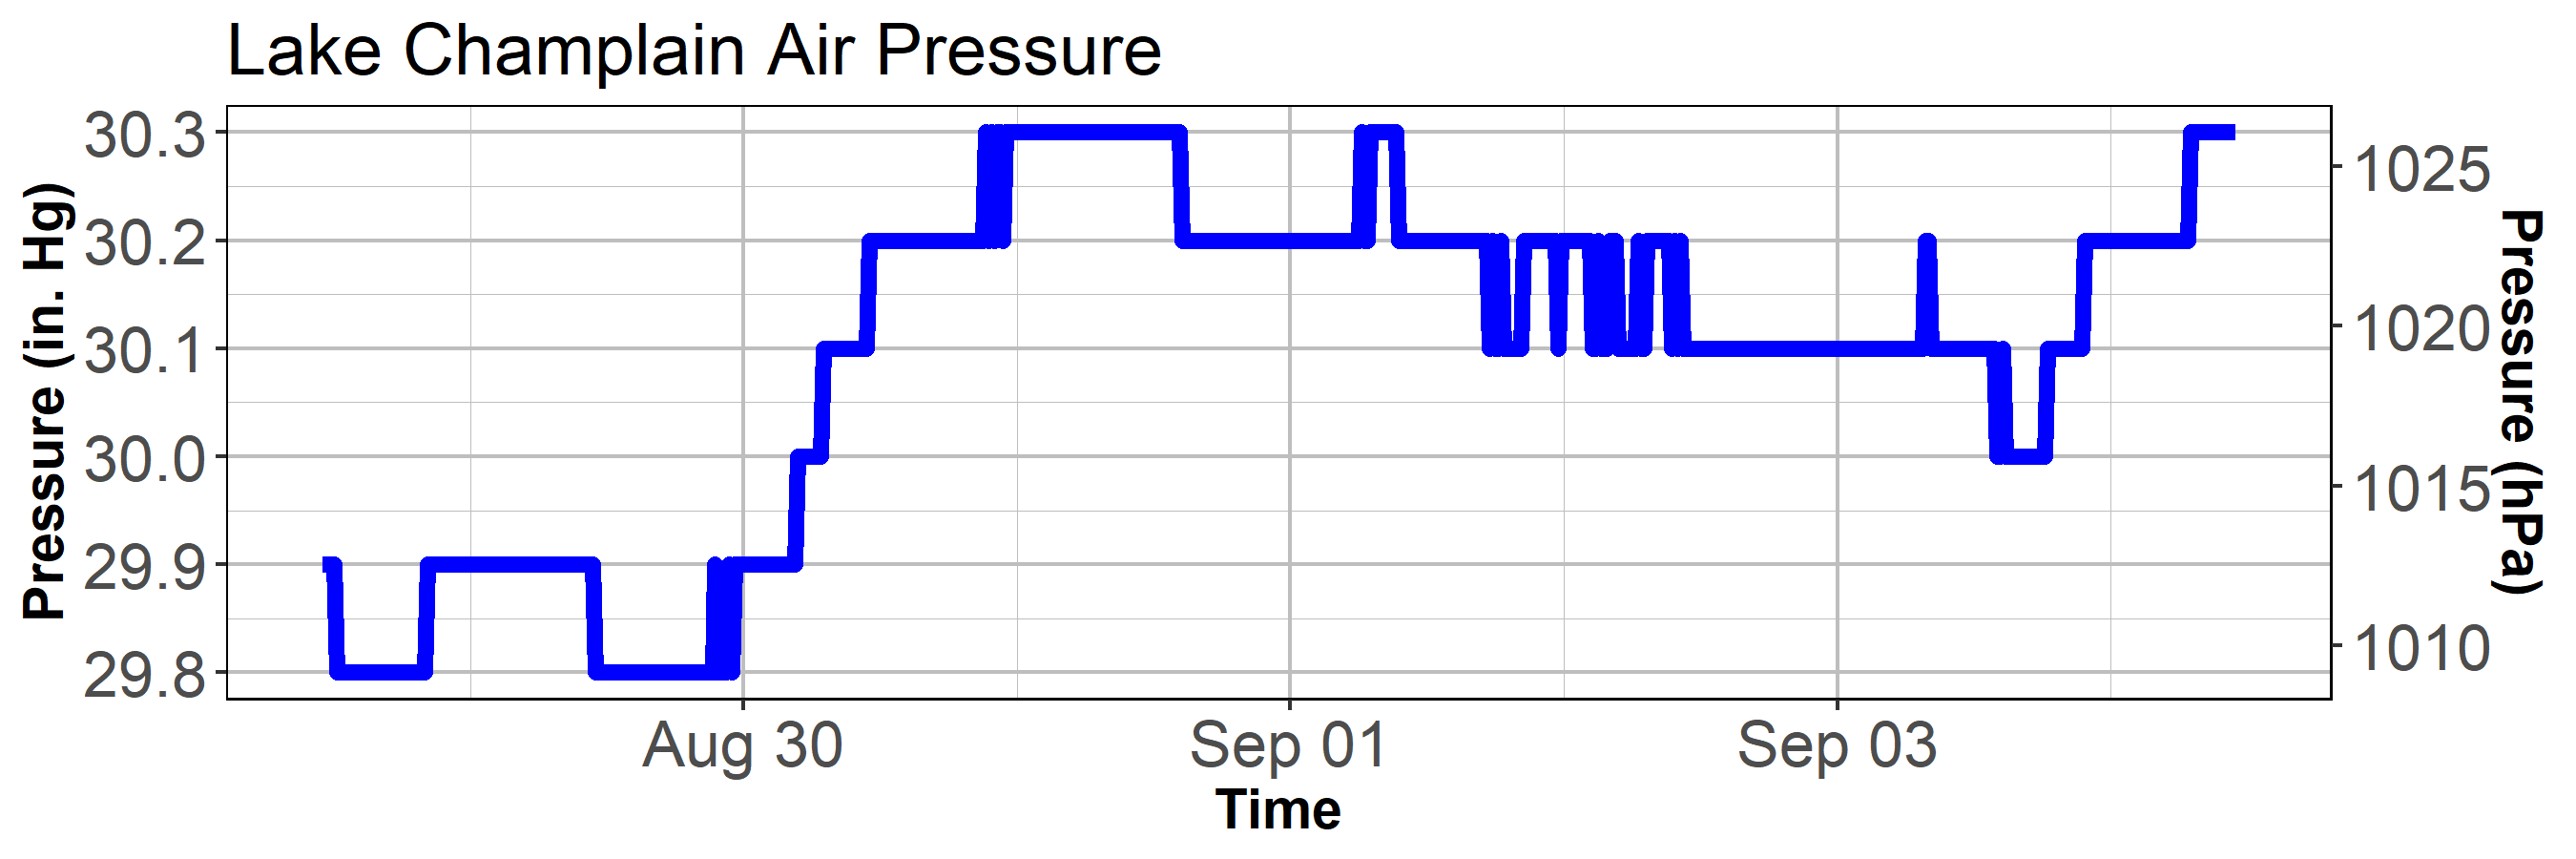 Lake Champlain Air Pressure
Pressure (in. Hg)
30.3
30.2
30.1
30.0
29.9
29.8
1025
1020
1015
1010
Pressure (hPa)
Aug 30
Sep 01
Sep 03
Time